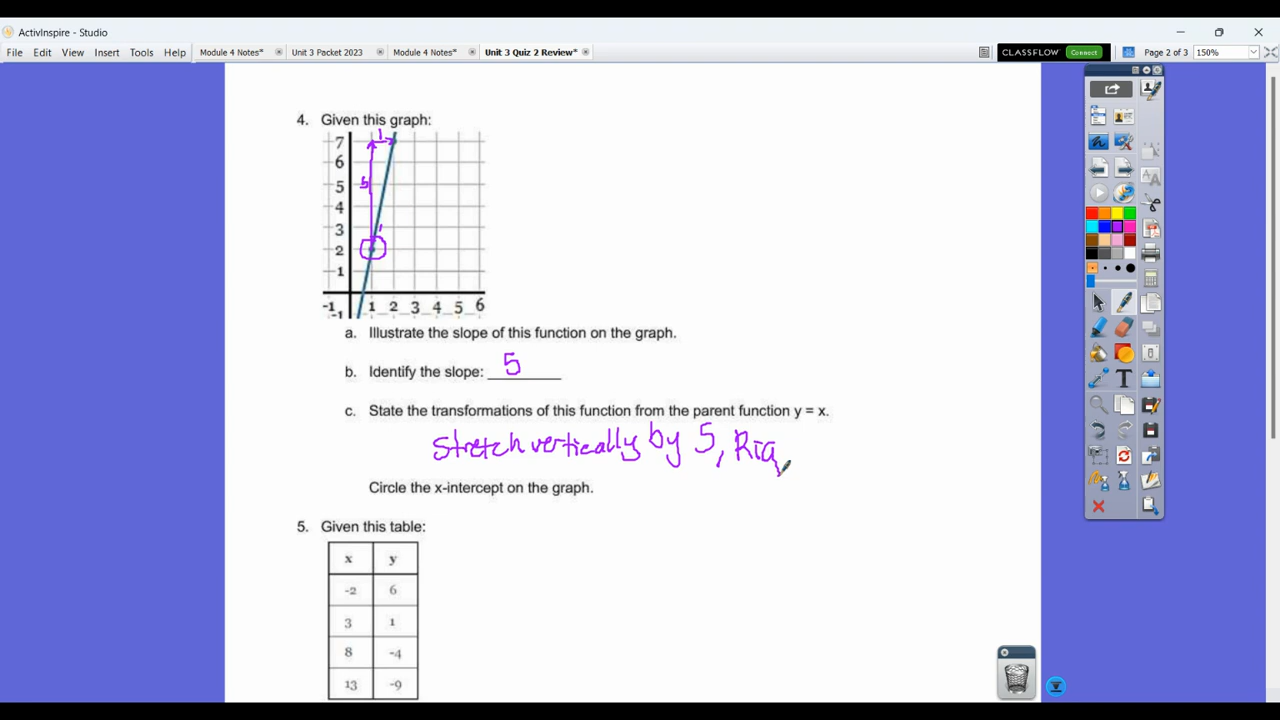 ActivInspire - Studio
File Edit View Insert Tools Help Module 4 Notes* Unit 3 Packet 2023 Module 4 Notes* Unit 3 Quiz 2 Review* CLASSFLOW Connect Page 2 of 3 150%
4. Given this graph:
1
7
6
5
5
4
3
2
1
-1 1 2 3 4 5 6
-1
a. Illustrate the slope of this function on the graph.
b. Identify the slope: 5
c. State the transformations of this function from the parent function y = x.
Stretch vertically by 5, Rig
Circle the x-intercept on the graph.
5. Given this table:
x y
-2 6
3 1
8 -4
13 -9